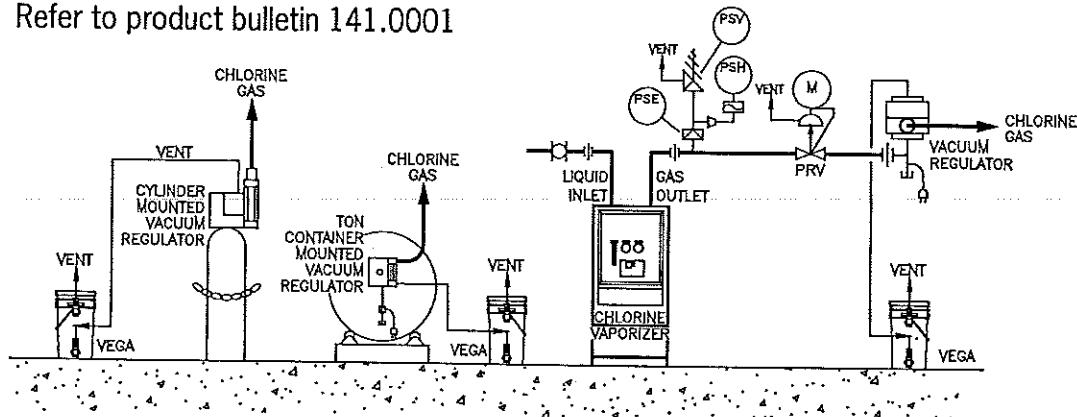 Refer to product bulletin 141.0001
CHLORINE
GAS
VENT
CYLINDER
MOUNTED
VACUUM
REGULATOR
VENT
VEGA
CHLORINE
GAS
TON
CONTAINER
MOUNTED
VACUUM
REGULATOR
VENT
VEGA
LIQUID
INLET
GAS
OUTLET
CHLORINE
VAPORIZER
VENT
PSV
PSH
PSE
VENT
M
PRV
CHLORINE
GAS
VACUUM
REGULATOR
VENT
VEGA